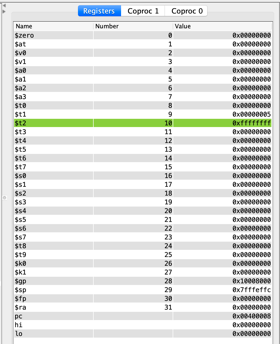 Registers Coproc 1 Coproc 0
Name Number Value
$zero 0 0x00000000
$at 1 0x00000000
$v0 2 0x00000000
$v1 3 0x00000000
$a0 4 0x00000000
$a1 5 0x00000000
$a2 6 0x00000000
$a3 7 0x00000000
$t0 8 0x00000000
$t1 9 0x00000005
$t2 10 0xffffffff
$t3 11 0x00000000
$t4 12 0x00000000
$t5 13 0x00000000
$t6 14 0x00000000
$t7 15 0x00000000
$s0 16 0x00000000
$s1 17 0x00000000
$s2 18 0x00000000
$s3 19 0x00000000
$s4 20 0x00000000
$s5 21 0x00000000
$s6 22 0x00000000
$s7 23 0x00000000
$t8 24 0x00000000
$t9 25 0x00000000
$k0 26 0x00000000
$k1 27 0x00000000
$gp 28 0x10008000
$sp 29 0x7fffeffc
$fp 30 0x00000000
$ra 31 0x00000000
pc 0x00400008
hi 0x00000000
lo 0x00000000